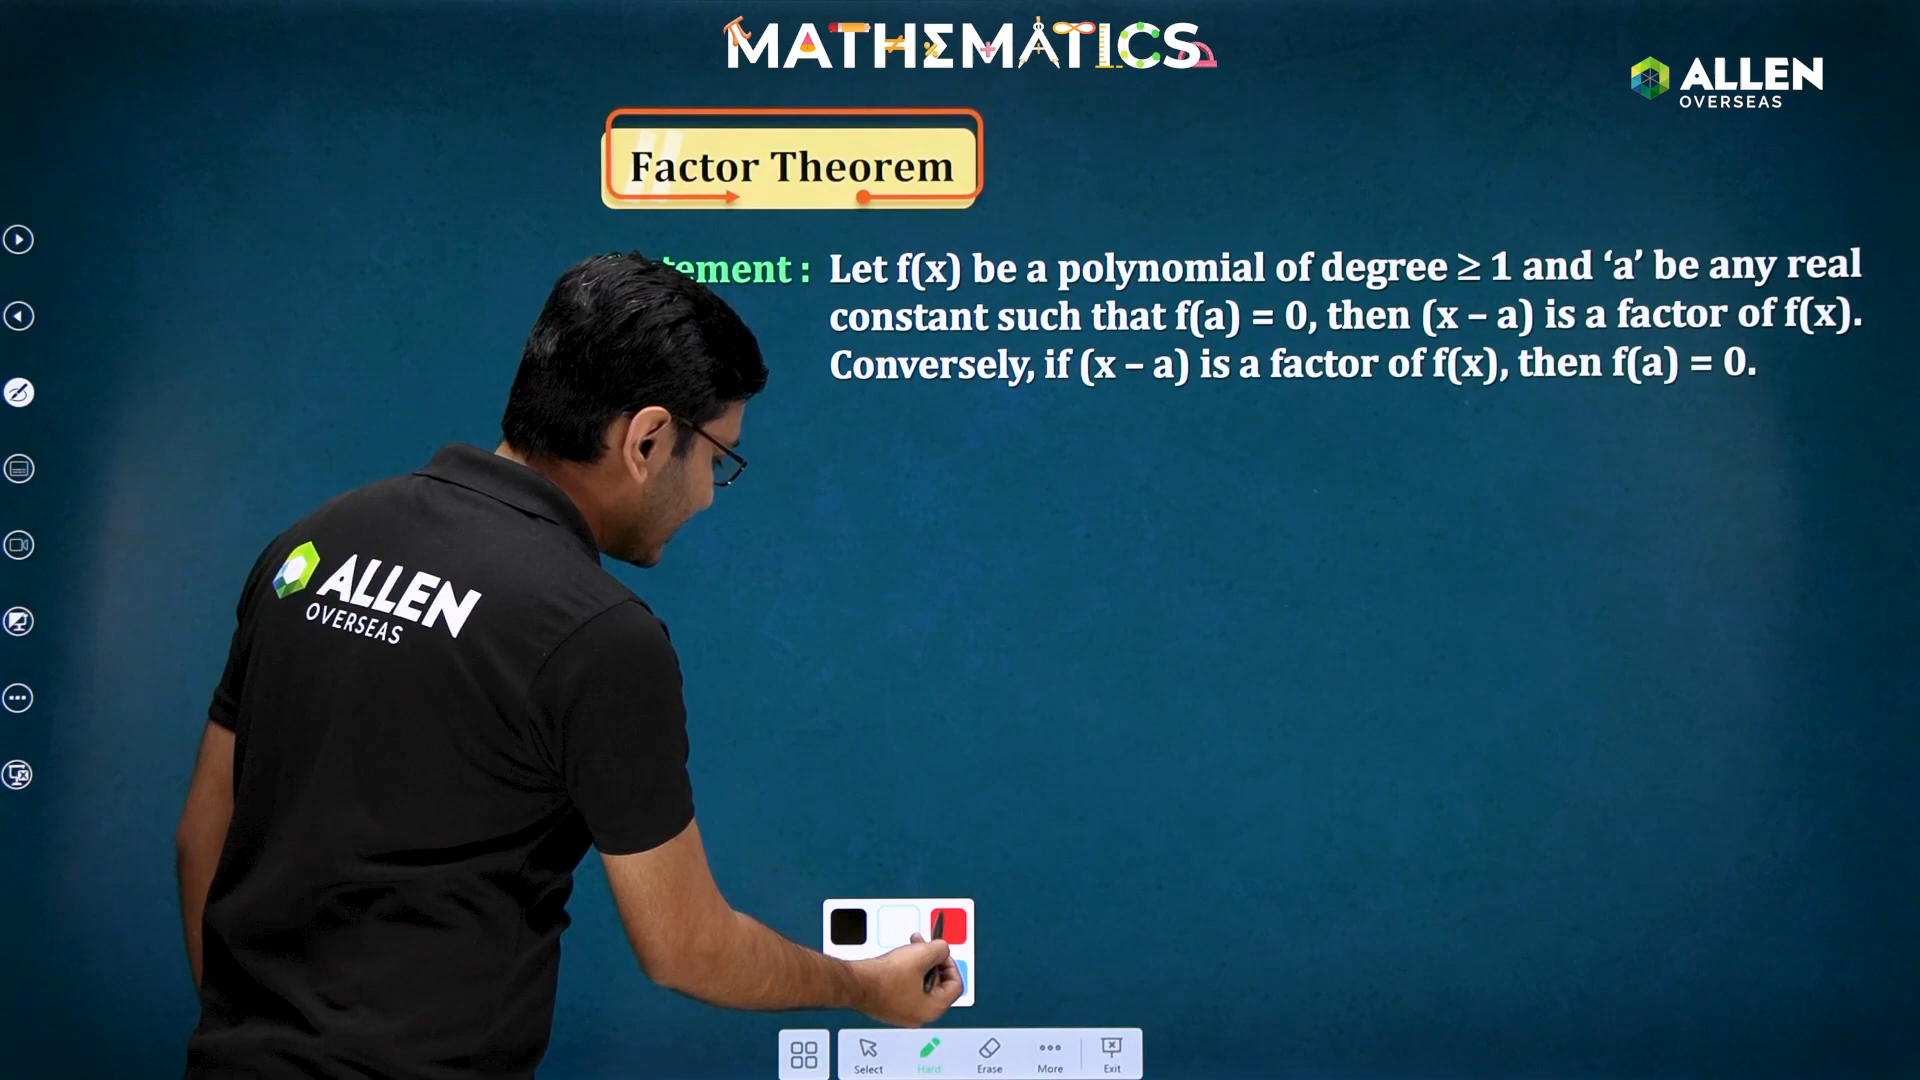 MATHEMATICS
ALLEN
OVERSEAS
Factor Theorem
Let f(x) be a polynomial of degree ≥ 1 and ‘a’ be any real
constant such that f(a) = 0, then (x – a) is a factor of f(x).
Conversely, if (x – a) is a factor of f(x), then f(a) = 0.
ALLEN
OVERSEAS
Select Hard Erase More Exit